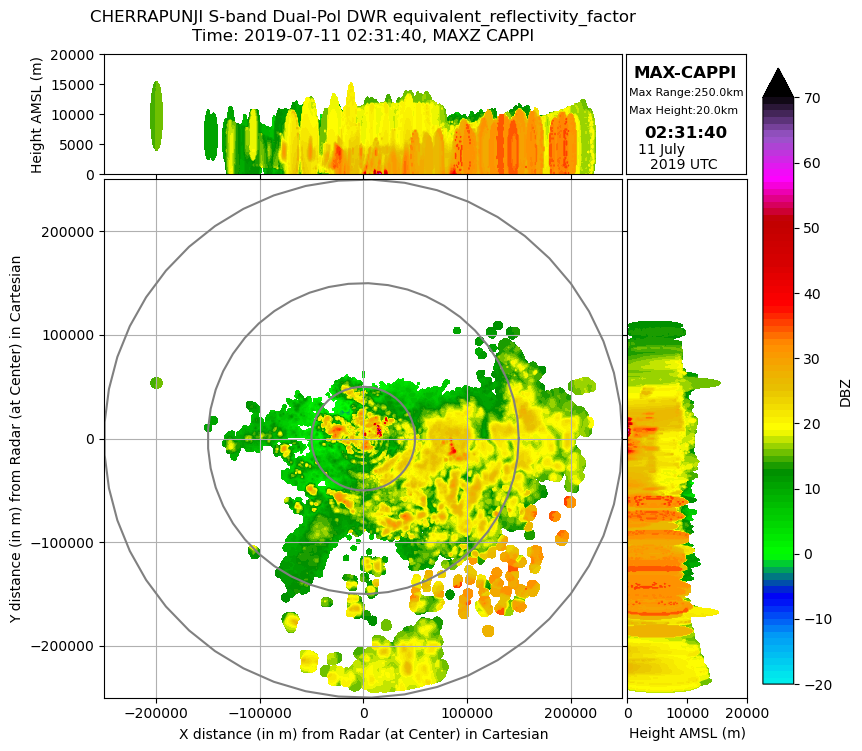 CHERRAPUNJI S-band Dual-Pol DWR equivalent_reflectivity_factor
Time: 2019-07-11 02:31:40, MAXZ CAPPI
20000
15000
10000
5000
0
Height AMSL (m)
MAX-CAPPI
Max Range:250.0km
Max Height:20.0km
02:31:40
11 July
2019 UTC
70
60
50
40
30
20
10
0
−10
−20
DBZ
200000
100000
0
−100000
−200000
Y distance (in m) from Radar (at Center) in Cartesian
−200000 −100000 0 100000 200000
X distance (in m) from Radar (at Center) in Cartesian
0 10000 20000
Height AMSL (m)